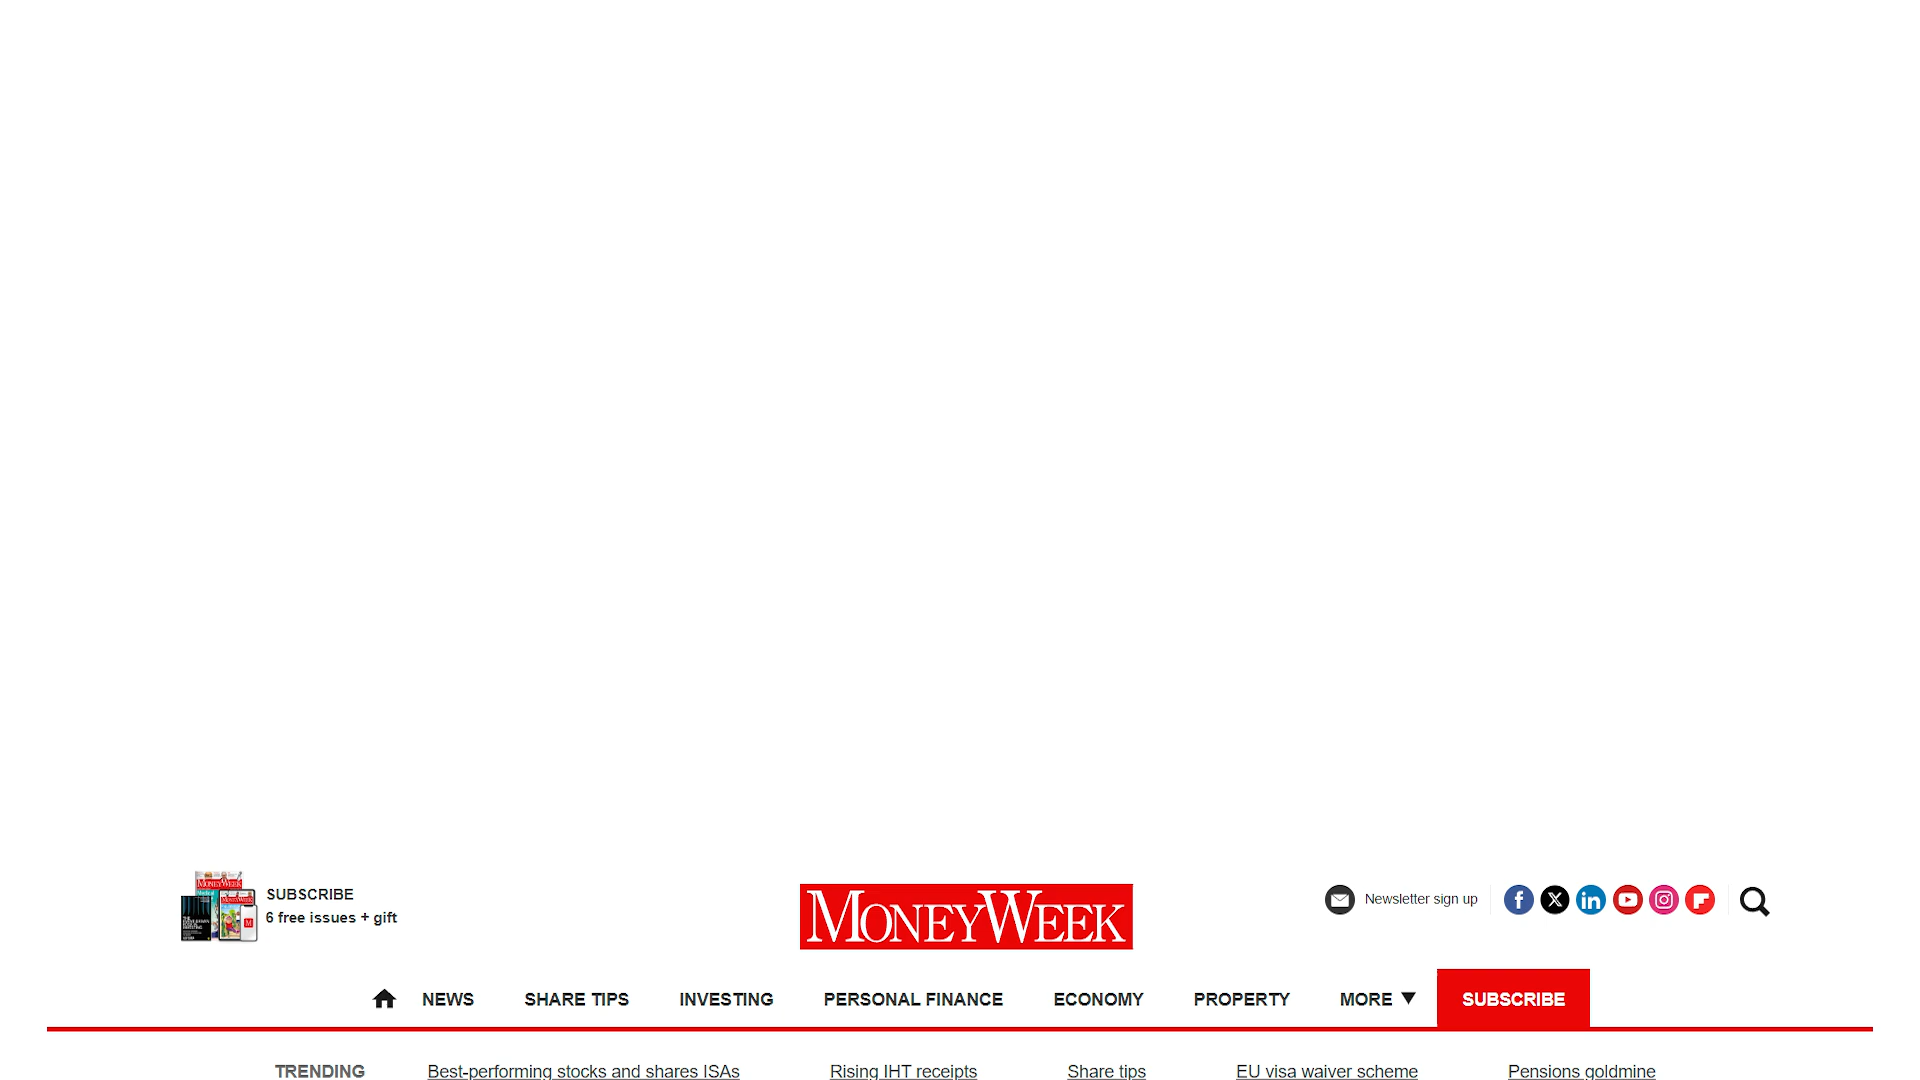 SUBSCRIBE
6 free issues + gift
MONEYWEEK
Newsletter sign up
NEWS SHARE TIPS INVESTING PERSONAL FINANCE ECONOMY PROPERTY MORE ▼ SUBSCRIBE
TRENDING Best-performing stocks and shares ISAs Rising IHT receipts Share tips EU visa waiver scheme Pensions goldmine